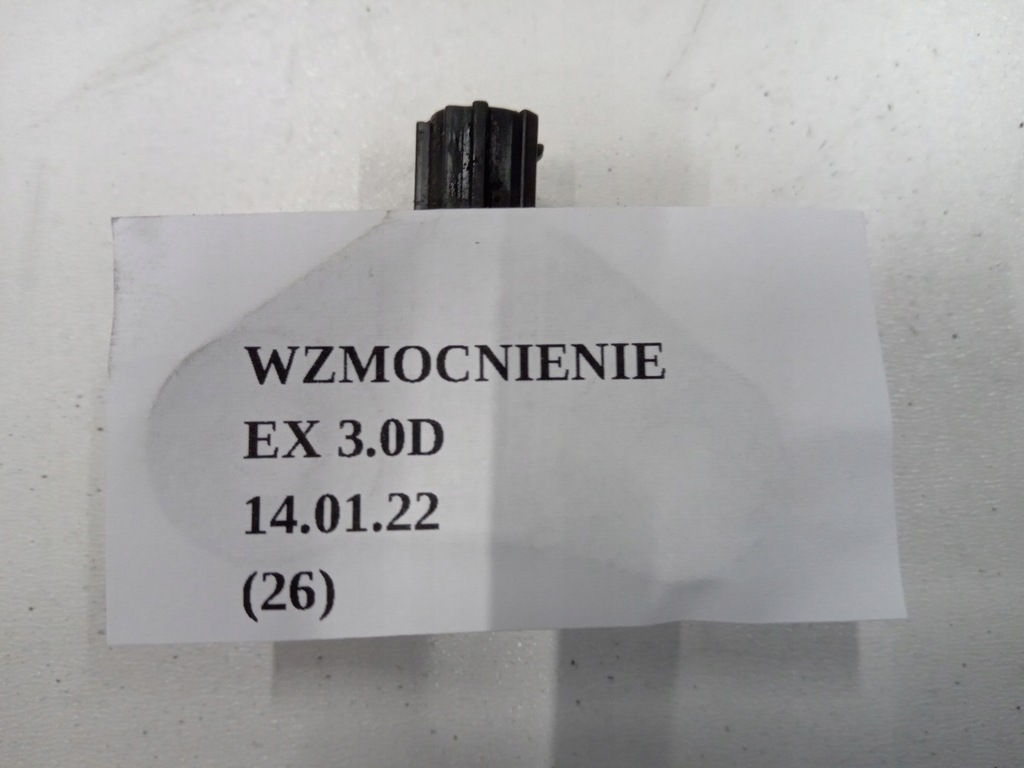 WZMOCNIENIE
EX 3.0D
14.01.22
(26)